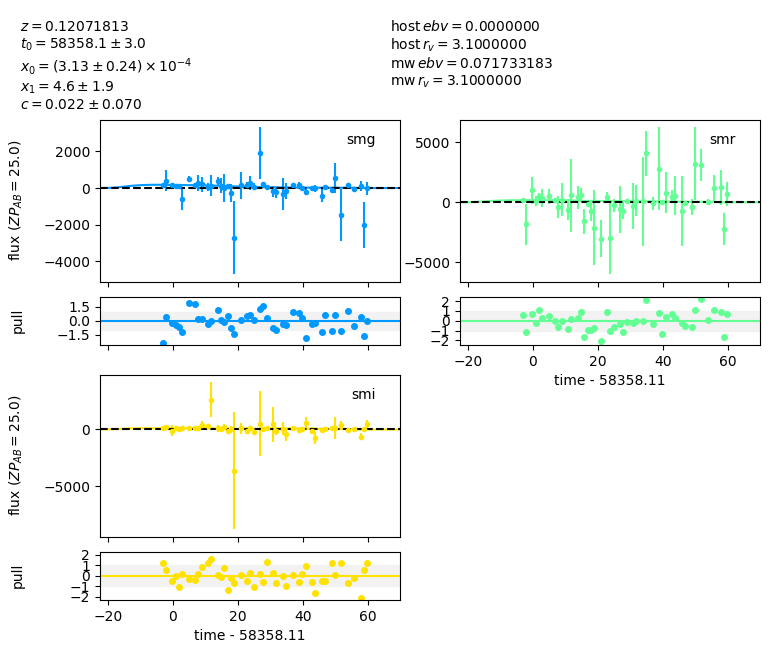 z = 0.12071813
t₀ = 58358.1 ± 3.0
x₀ = (3.13 ± 0.24) × 10⁻⁴
x₁ = 4.6 ± 1.9
c = 0.022 ± 0.070
host ebv = 0.0000000
host r_v = 3.1000000
mw ebv = 0.071733183
mw r_v = 3.1000000
smg
2000
0
−2000
−4000
flux (ZP_AB = 25.0)
1.5
0.0
−1.5
pull
smr
5000
0
−5000
2
1
0
−1
−2
−20 0 20 40 60
time - 58358.11
smi
0
−5000
flux (ZP_AB = 25.0)
2
1
0
−1
−2
pull
−20 0 20 40 60
time - 58358.11